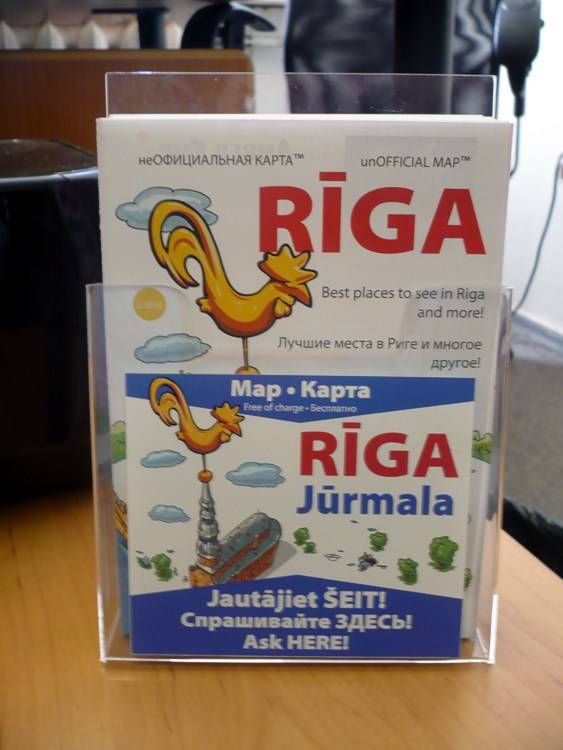 неОФИЦИАЛЬНАЯ КАРТА™ unOFFICIAL MAP™
RĪGA
Best places to see in Riga
and more!
Лучшие места в Риге и многое
другое!
Map • Карта
Free of charge • Бесплатно
RĪGA
Jūrmala
Jautājiet ŠEIT!
Спрашивайте ЗДЕСЬ!
Ask HERE!